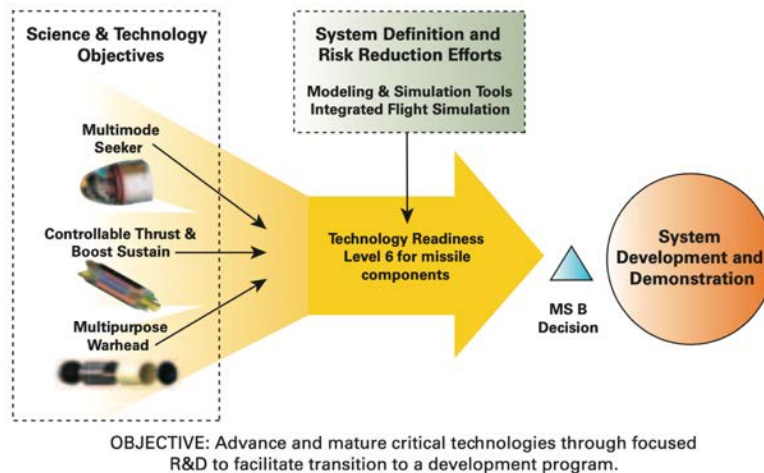 Science & Technology
Objectives
Multimode
Seeker
Controllable Thrust &
Boost Sustain
Multipurpose
Warhead
System Definition and
Risk Reduction Efforts
Modeling & Simulation Tools
Integrated Flight Simulation
Technology Readiness
Level 6 for missile
components
MS B
Decision
System
Development and
Demonstration
OBJECTIVE: Advance and mature critical technologies through focused
R&D to facilitate transition to a development program.